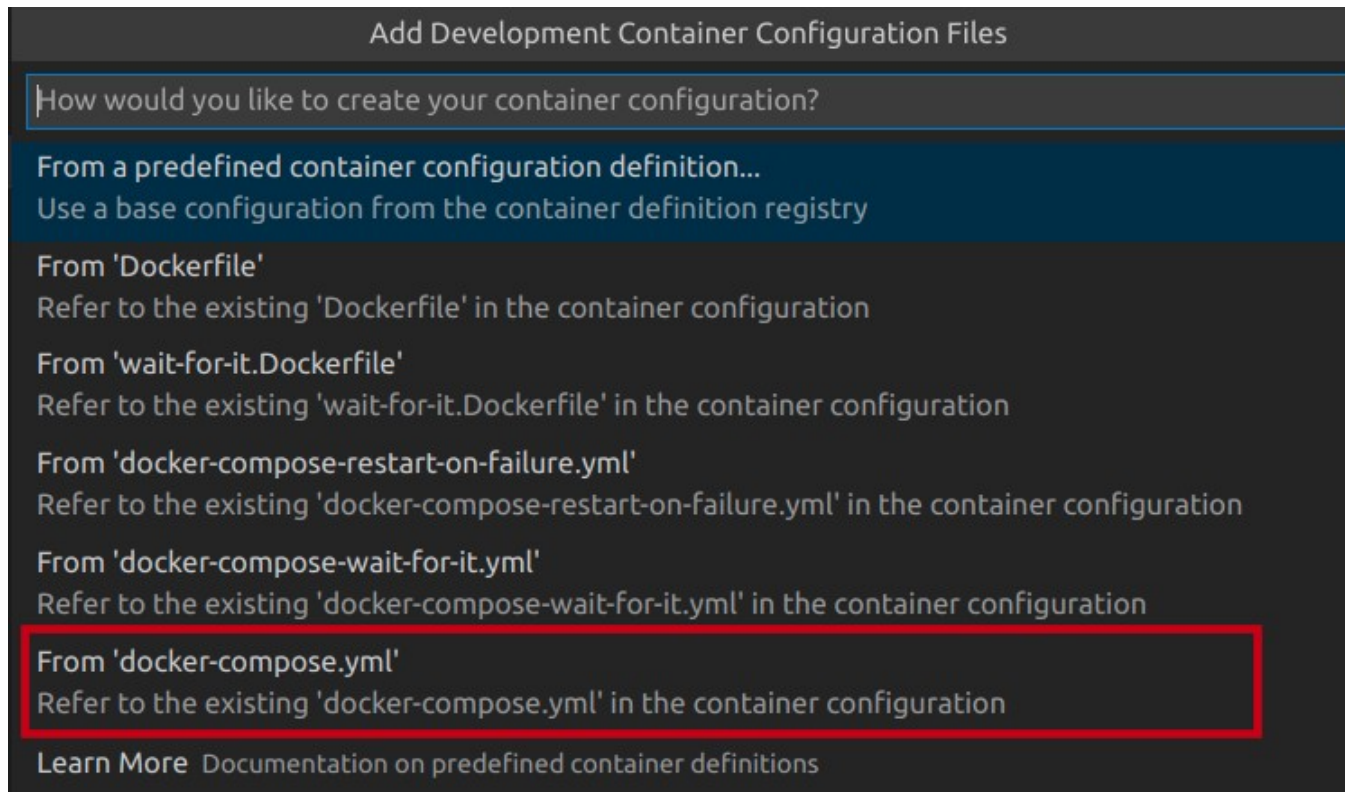 Add Development Container Configuration Files
How would you like to create your container configuration?
From a predefined container configuration definition...
Use a base configuration from the container definition registry
From 'Dockerfile'
Refer to the existing 'Dockerfile' in the container configuration
From 'wait-for-it.Dockerfile'
Refer to the existing 'wait-for-it.Dockerfile' in the container configuration
From 'docker-compose-restart-on-failure.yml'
Refer to the existing 'docker-compose-restart-on-failure.yml' in the container configuration
From 'docker-compose-wait-for-it.yml'
Refer to the existing 'docker-compose-wait-for-it.yml' in the container configuration
From 'docker-compose.yml'
Refer to the existing 'docker-compose.yml' in the container configuration
Learn More Documentation on predefined container definitions